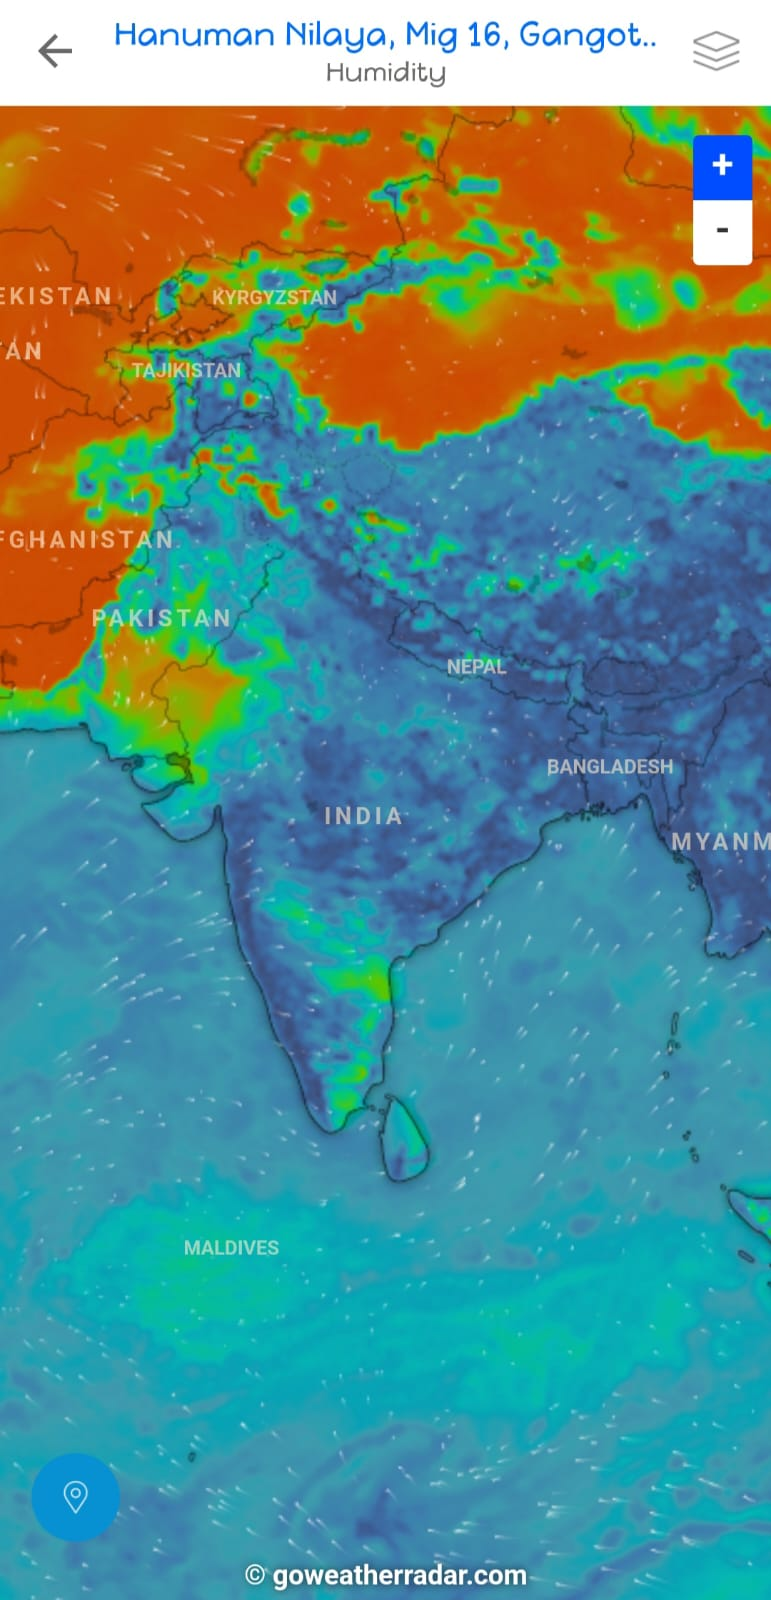 Hanuman Nilaya, Mig 16, Gangot..
Humidity
+
-
EKISTAN
KYRGYZSTAN
AN
TAJIKISTAN
FGHANISTAN
PAKISTAN
NEPAL
BANGLADESH
INDIA
MYANM
MALDIVES
© goweatherradar.com